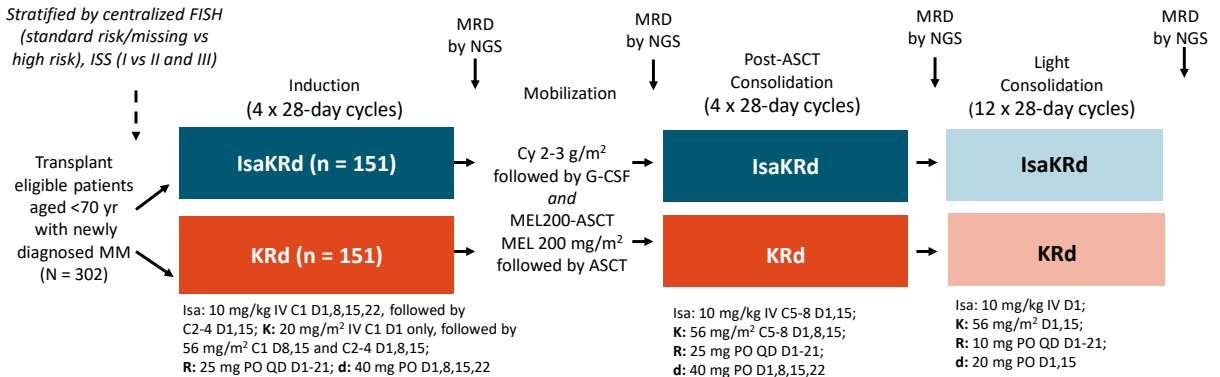 Stratified by centralized FISH
(standard risk/missing vs
high risk), ISS (I vs II and III)
MRD
by NGS
MRD
by NGS
MRD
by NGS
MRD
by NGS
Induction
(4 x 28-day cycles)
Mobilization
Post-ASCT
Consolidation
(4 x 28-day cycles)
Light
Consolidation
(12 x 28-day cycles)
Transplant
eligible patients
aged <70 yr
with newly
diagnosed MM
(N = 302)
IsaKRd (n = 151)
KRd (n = 151)
Cy 2-3 g/m²
followed by G-CSF
and
MEL200-ASCT
MEL 200 mg/m²
followed by ASCT
IsaKRd
KRd
IsaKRd
KRd
Isa: 10 mg/kg IV C1 D1,8,15,22, followed by
C2-4 D1,15; K: 20 mg/m² IV C1 D1 only, followed by
56 mg/m² C1 D8,15 and C2-4 D1,8,15;
R: 25 mg PO QD D1-21; d: 40 mg PO D1,8,15,22
Isa: 10 mg/kg IV C5-8 D1,15;
K: 56 mg/m² C5-8 D1,8,15;
R: 25 mg PO QD D1-21;
d: 40 mg PO D1,8,15,22
Isa: 10 mg/kg IV D1;
K: 56 mg/m² D1,15;
R: 10 mg PO QD D1-21;
d: 20 mg PO D1,15